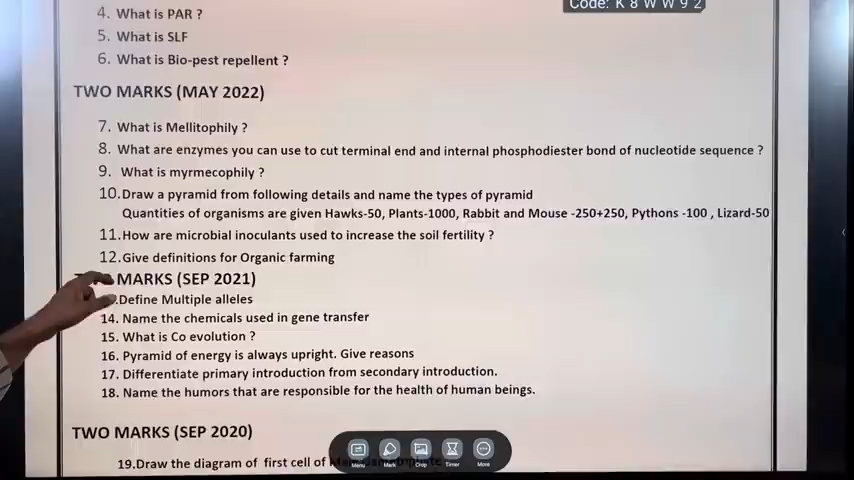 Code: K 8 W W 9 2
4. What is PAR ?
5. What is SLF
6. What is Bio-pest repellent ?
TWO MARKS (MAY 2022)
7. What is Mellitophily ?
8. What are enzymes you can use to cut terminal end and internal phosphodiester bond of nucleotide sequence ?
9. What is myrmecophily ?
10.Draw a pyramid from following details and name the types of pyramid
Quantities of organisms are given Hawks-50, Plants-1000, Rabbit and Mouse -250+250, Pythons -100 , Lizard-50
11.How are microbial inoculants used to increase the soil fertility ?
12.Give definitions for Organic farming
MARKS (SEP 2021)
.Define Multiple alleles
14. Name the chemicals used in gene transfer
15. What is Co evolution ?
16. Pyramid of energy is always upright. Give reasons
17. Differentiate primary introduction from secondary introduction.
18. Name the humors that are responsible for the health of human beings.
TWO MARKS (SEP 2020)
19.Draw the diagram of first cell of
Menu Mark Crop Timer More